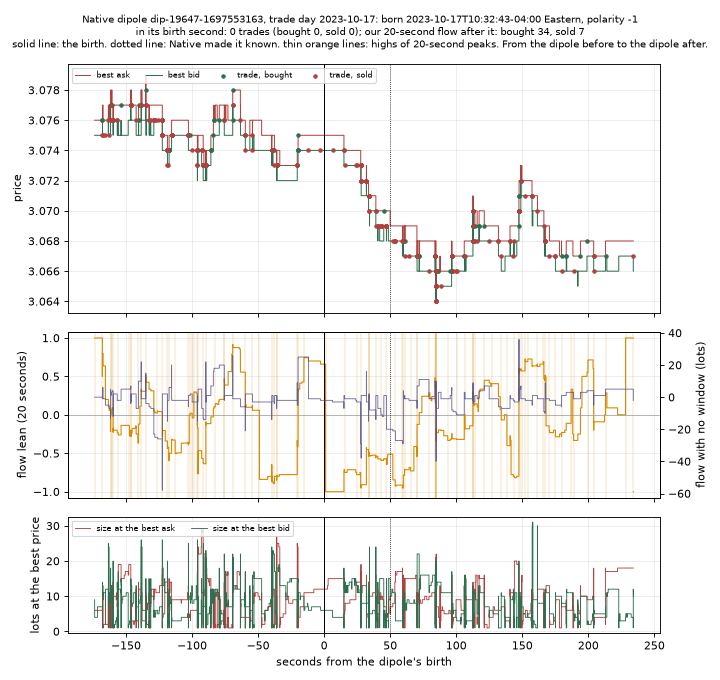 Native dipole dip-19647-1697553163, trade day 2023-10-17: born 2023-10-17T10:32:43-04:00 Eastern, polarity -1
in its birth second: 0 trades (bought 0, sold 0); our 20-second flow after it: bought 34, sold 7
solid line: the birth. dotted line: Native made it known. thin orange lines: highs of 20-second peaks. From the dipole before to the dipole after.
best ask
best bid
trade, bought
trade, sold
3.078
3.076
3.074
3.072
3.070
3.068
3.066
3.064
price
1.0
0.5
0.0
−0.5
−1.0
flow lean (20 seconds)
40
20
0
−20
−40
−60
flow with no window (lots)
size at the best ask
size at the best bid
30
20
10
0
lots at the best price
−150
−100
−50
0
50
100
150
200
250
seconds from the dipole's birth